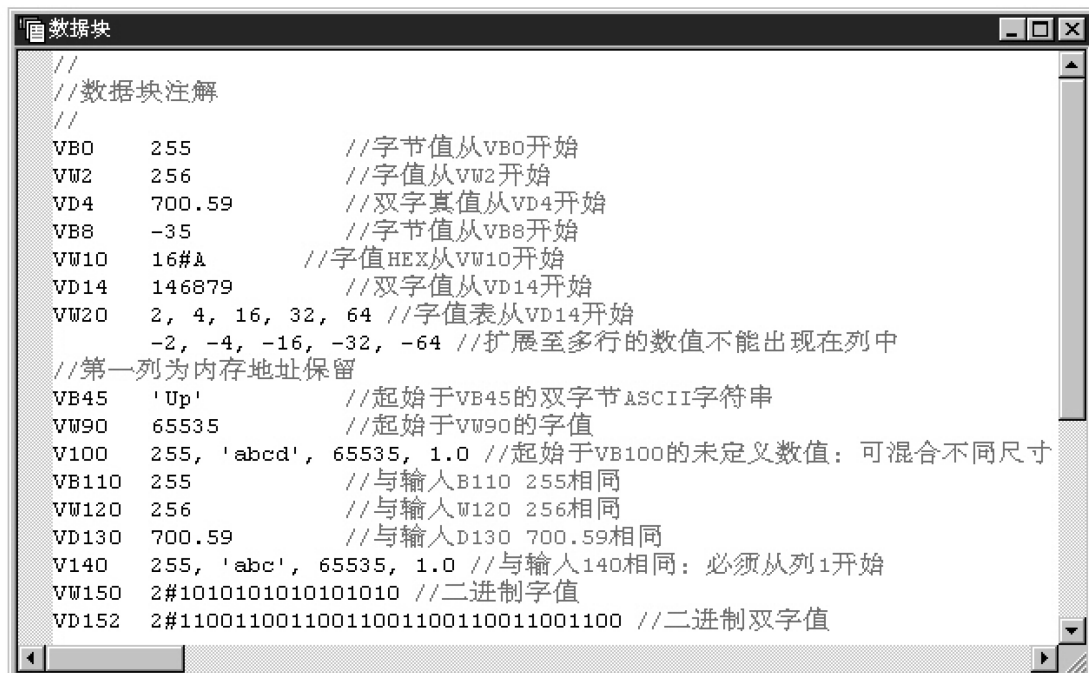 数据块
//
//数据块注解
//
VB0 255 //字节值从VB0开始
VW2 256 //字值从VW2开始
VD4 700.59 //双字真值从VD4开始
VB8 -35 //字节值从VB8开始
VW10 16#A //字值HEX从VW10开始
VD14 146879 //双字值从VD14开始
VW20 2, 4, 16, 32, 64 //字值表从VD14开始
-2, -4, -16, -32, -64 //扩展至多行的数值不能出现在列中
//第一列为内存地址保留
VB45 'Up' //起始于VB45的双字节ASCII字符串
VW90 65535 //起始于VW90的字值
V100 255, 'abcd', 65535, 1.0 //起始于VB100的未定义数值：可混合不同尺寸
VB110 255 //与输人B110 255相同
VW120 256 //与输人W120 256相同
VD130 700.59 //与输人D130 700.59相同
V140 255, 'abc', 65535, 1.0 //与输人140相同：必须从列1开始
VW150 2#1010101010101010 //二进制字值
VD152 2#11001100110011001100110011001100 //二进制双字值